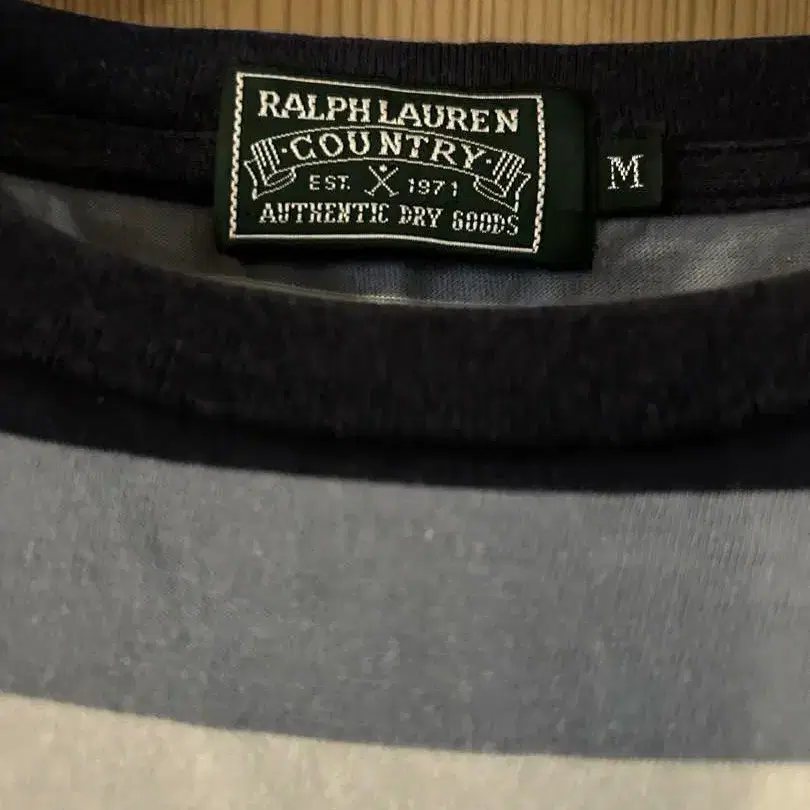 RALPH LAUREN
·COUNTRY·
EST. 1971
AUTHENTIC DRY GOODS
M